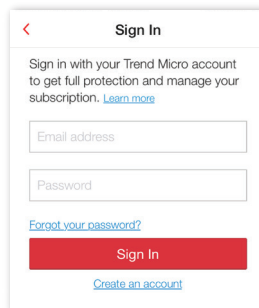 Sign In
Sign in with your Trend Micro account
to get full protection and manage your
subscription. Learn more
Email address
Password
Forgot your password?
Sign In
Create an account